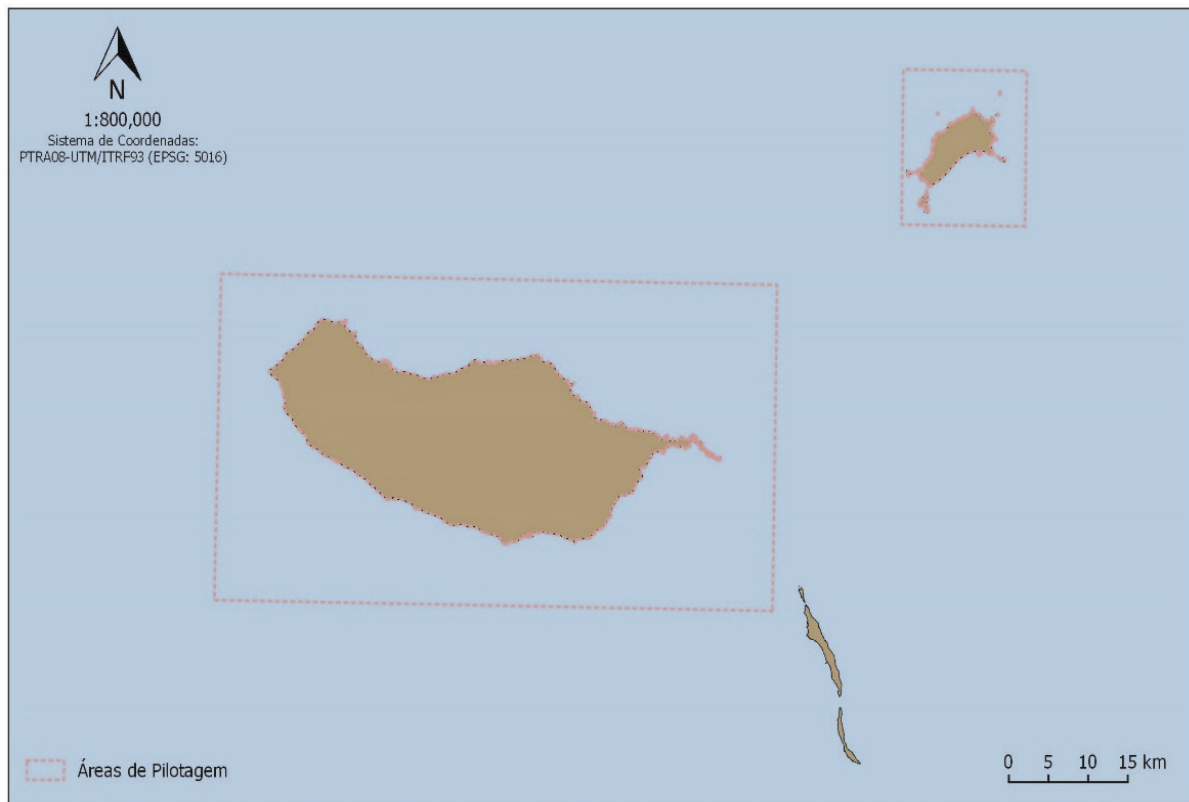 N
1:800,000
Sistema de Coordenadas:
PTRA08-UTM/ITRF93 (EPSG: 5016)
Áreas de Pilotagem
0 5 10 15 km